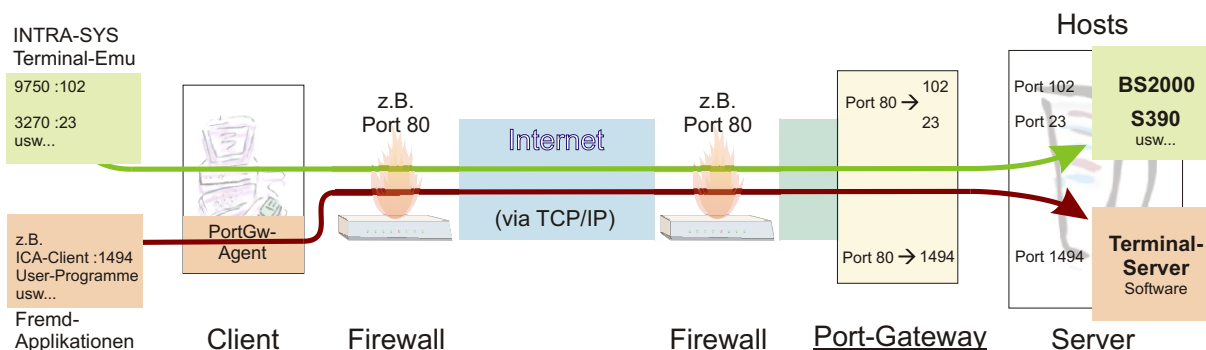 INTRA-SYS
Terminal-Emu
9750 :102
3270 :23
usw...
z.B.
ICA-Client :1494
User-Programme
usw...
Fremd-
Applikationen
PortGw-
Agent
Client
z.B.
Port 80
Firewall
Internet
(via TCP/IP)
z.B.
Port 80
Firewall
Port 80 → 102
23
Port 80 → 1494
Port-Gateway
Hosts
Port 102
Port 23
Port 1494
BS2000
S390
usw...
Terminal-
Server
Software
Server